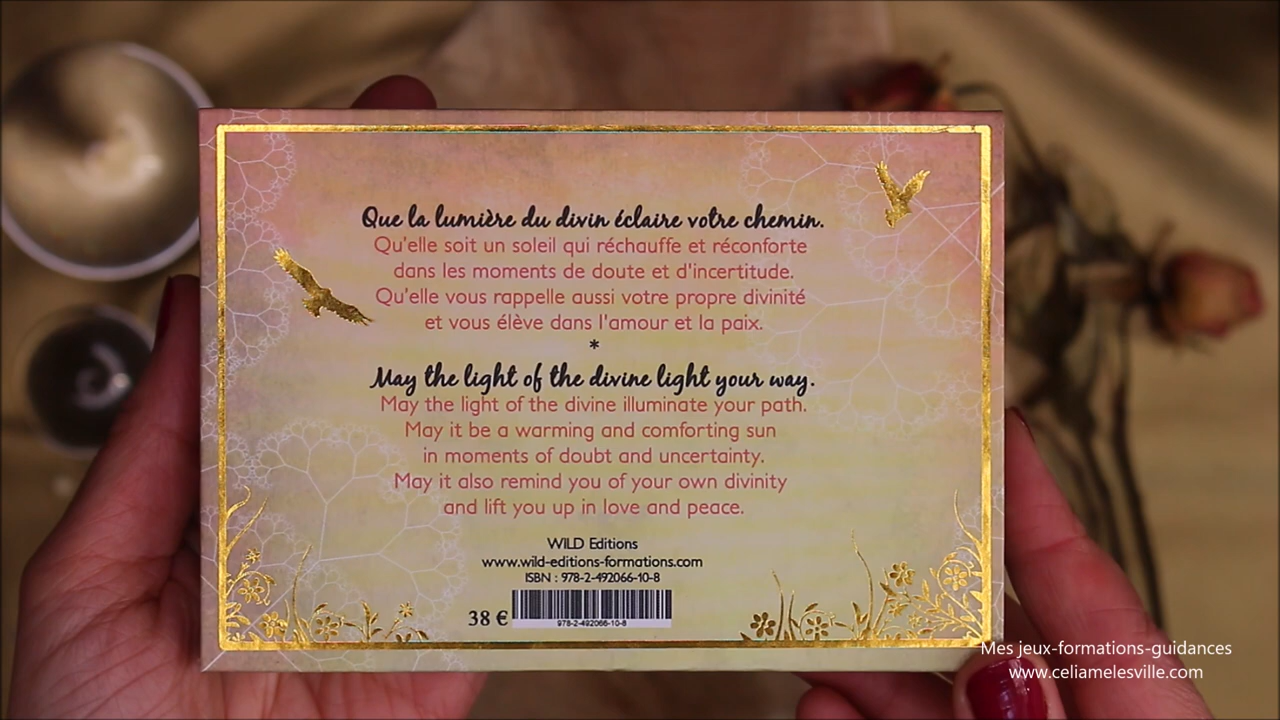 Que la lumière du divin éclaire votre chemin.
Qu'elle soit un soleil qui réchauffe et réconforte
dans les moments de doute et d'incertitude.
Qu'elle vous rappelle aussi votre propre divinité
et vous élève dans l'amour et la paix.
*
May the light of the divine light your way.
May the light of the divine illuminate your path.
May it be a warming and comforting sun
in moments of doubt and uncertainty.
May it also remind you of your own divinity
and lift you up in love and peace.
WILD Editions
www.wild-editions-formations.com
ISBN : 978-2-492066-10-8
38 €
978-2-492066-10-8
Mes jeux-formations-guidances
www.celiamelesville.com